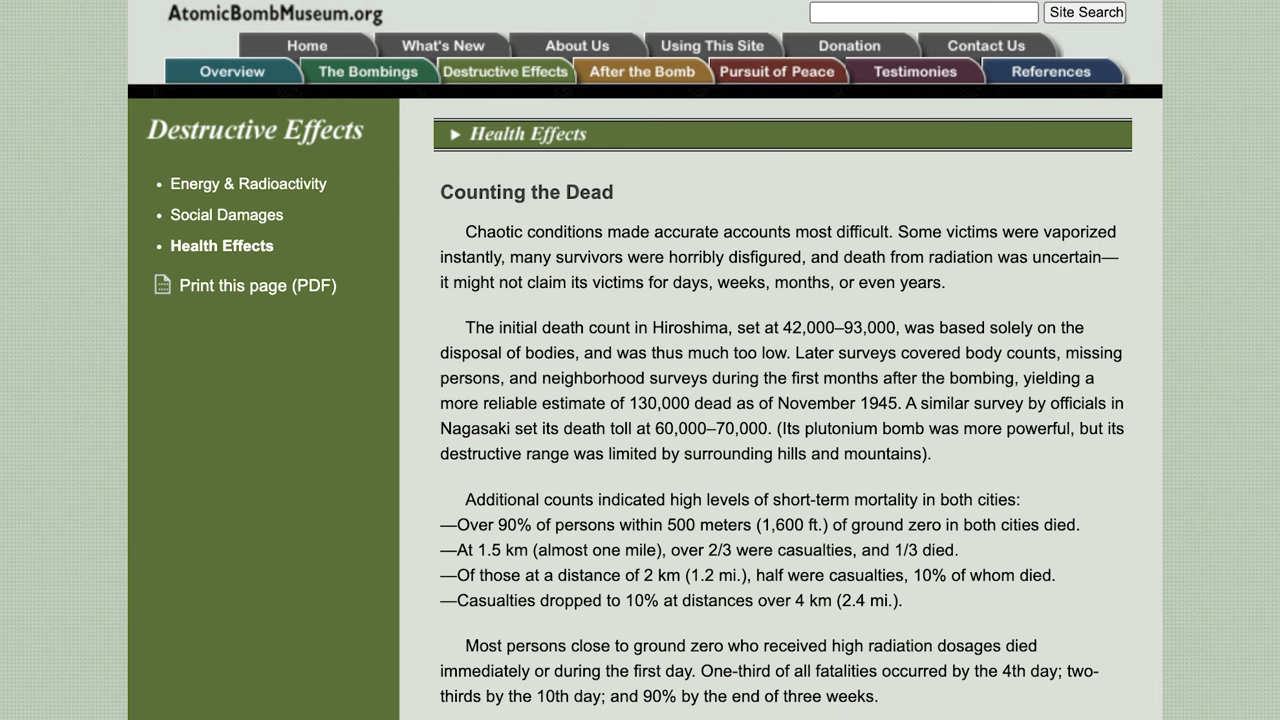 AtomicBombMuseum.org
Site Search
Home What's New About Us Using This Site Donation Contact Us
Overview The Bombings Destructive Effects After the Bomb Pursuit of Peace Testimonies References
Destructive Effects
• Energy & Radioactivity
• Social Damages
• Health Effects
Print this page (PDF)
► Health Effects
Counting the Dead
Chaotic conditions made accurate accounts most difficult. Some victims were vaporized
instantly, many survivors were horribly disfigured, and death from radiation was uncertain—
it might not claim its victims for days, weeks, months, or even years.
The initial death count in Hiroshima, set at 42,000–93,000, was based solely on the
disposal of bodies, and was thus much too low. Later surveys covered body counts, missing
persons, and neighborhood surveys during the first months after the bombing, yielding a
more reliable estimate of 130,000 dead as of November 1945. A similar survey by officials in
Nagasaki set its death toll at 60,000–70,000. (Its plutonium bomb was more powerful, but its
destructive range was limited by surrounding hills and mountains).
Additional counts indicated high levels of short-term mortality in both cities:
—Over 90% of persons within 500 meters (1,600 ft.) of ground zero in both cities died.
—At 1.5 km (almost one mile), over 2/3 were casualties, and 1/3 died.
—Of those at a distance of 2 km (1.2 mi.), half were casualties, 10% of whom died.
—Casualties dropped to 10% at distances over 4 km (2.4 mi.).
Most persons close to ground zero who received high radiation dosages died
immediately or during the first day. One-third of all fatalities occurred by the 4th day; two-
thirds by the 10th day; and 90% by the end of three weeks.